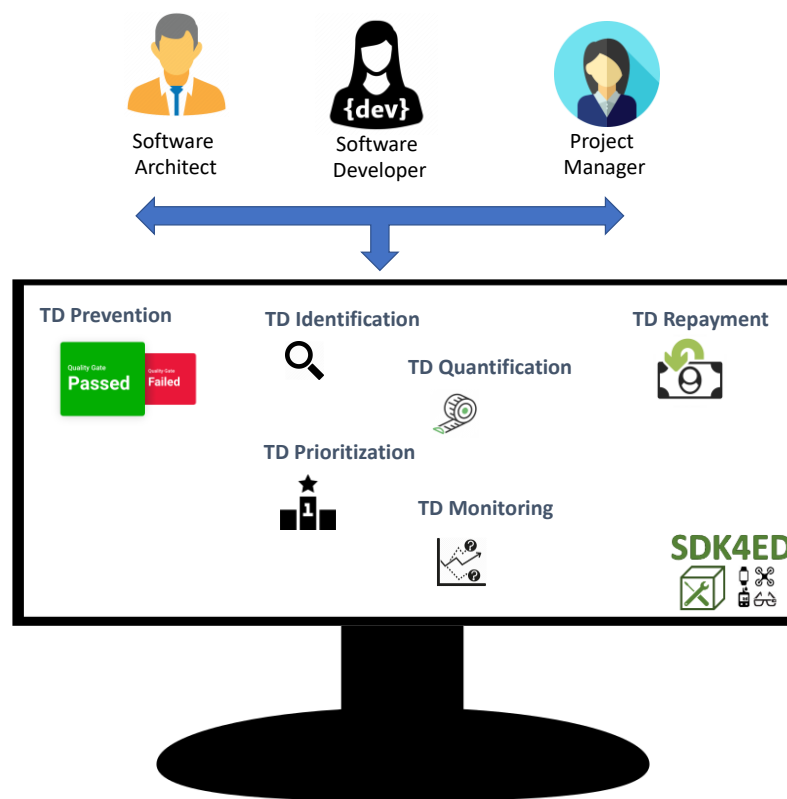 {dev}
Software
Architect
Software
Developer
Project
Manager
TD Prevention
TD Identification
TD Repayment
Quality Gate
Passed
Quality Gate
Failed
TD Quantification
TD Prioritization
1
TD Monitoring
?
?
SDK4ED